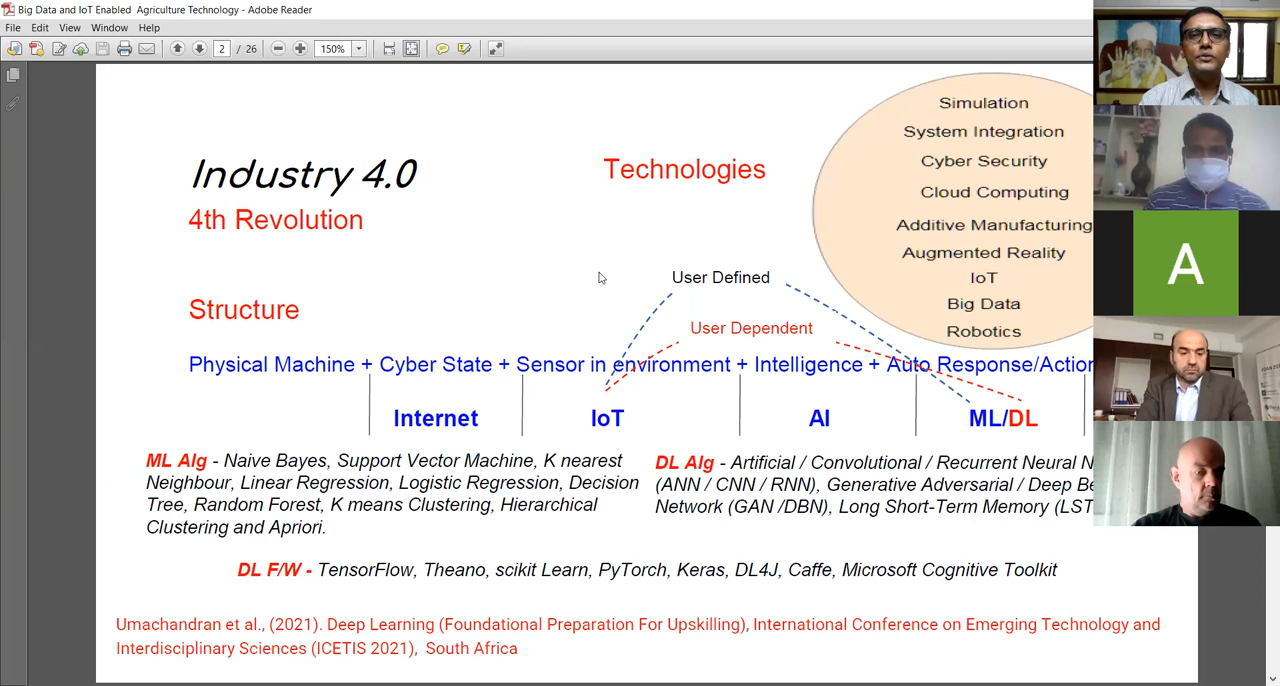 Big Data and IoT Enabled Agriculture Technology - Adobe Reader
File Edit View Window Help
2 / 26 150%
Simulation
System Integration
Cyber Security
Cloud Computing
Additive Manufacturing
Augmented Reality
IoT
Big Data
Robotics
Industry 4.0
Technologies
4th Revolution
User Defined
Structure
User Dependent
Physical Machine + Cyber State + Sensor in environment + Intelligence + Auto Response/Action
Internet IoT AI ML/DL
ML Alg - Naive Bayes, Support Vector Machine, K nearest
Neighbour, Linear Regression, Logistic Regression, Decision
Tree, Random Forest, K means Clustering, Hierarchical
Clustering and Apriori.
DL Alg - Artificial / Convolutional / Recurrent Neural N
(ANN / CNN / RNN), Generative Adversarial / Deep Be
Network (GAN /DBN), Long Short-Term Memory (LST
DL F/W - TensorFlow, Theano, scikit Learn, PyTorch, Keras, DL4J, Caffe, Microsoft Cognitive Toolkit
Umachandran et al., (2021). Deep Learning (Foundational Preparation For Upskilling), International Conference on Emerging Technology and
Interdisciplinary Sciences (ICETIS 2021), South Africa
A